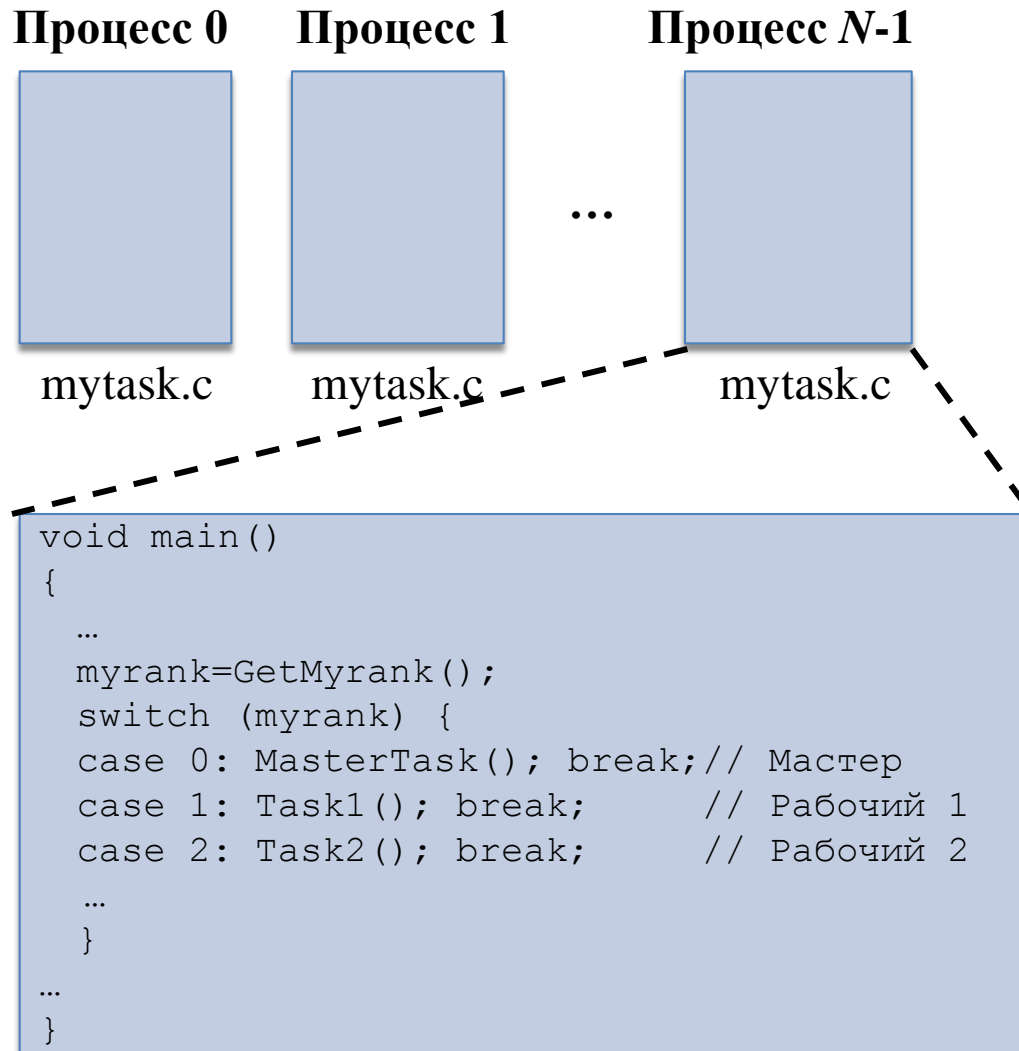 Процесс 0 Процесс 1 Процесс N-1
...
mytask.c mytask.c mytask.c
void main()
{
…
myrank=GetMyrank();
switch (myrank) {
case 0: MasterTask(); break;// Мастер
case 1: Task1(); break; // Рабочий 1
case 2: Task2(); break; // Рабочий 2
…
}
…
}